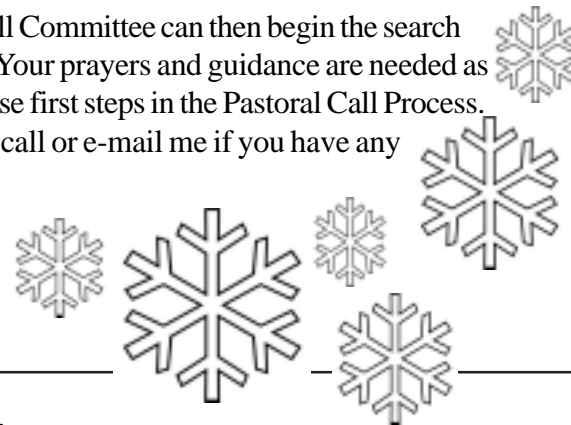 ll Committee can then begin the search
Your prayers and guidance are needed as
se first steps in the Pastoral Call Process.
call or e-mail me if you have any